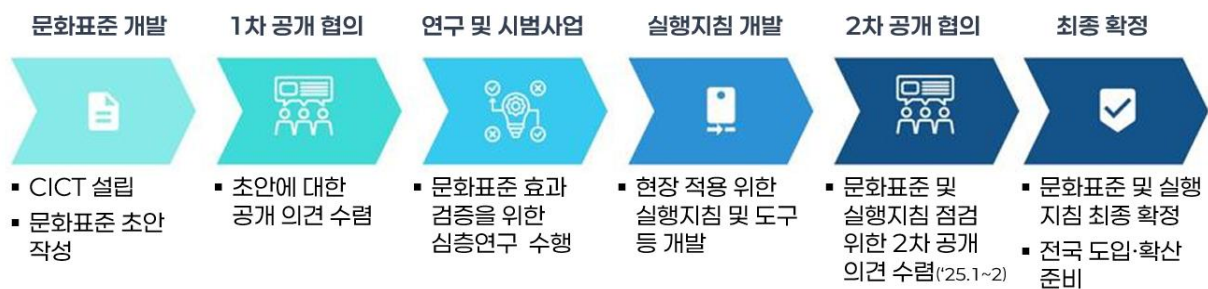 문화표준 개발
1차 공개 협의
연구 및 시범사업
실행지침 개발
2차 공개 협의
최종 확정
▪ CICT 설립
▪ 문화표준 초안
작성
▪ 초안에 대한
공개 의견 수렴
▪ 문화표준 효과
검증을 위한
심층연구 수행
▪ 현장 적용 위한
실행지침 및 도구
등 개발
▪ 문화표준 및
실행지침 점검
위한 2차 공개
의견 수렴('25.1~2)
▪ 문화표준 및 실행
지침 최종 확정
▪ 전국 도입·확산
준비